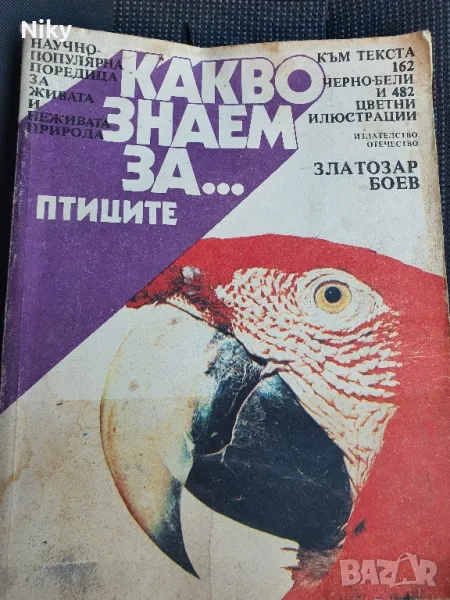 Niky
НАУЧНО-
ПОПУЛЯРНА
ПОРЕДИЦА
ЗА
ЖИВАТА
И
НЕЖИВАТА
ПРИРОДА
КАКВО
ЗНАЕМ
ЗА...
ПТИЦИТЕ
КЪМ ТЕКСТА
162
ЧЕРНО-БЕЛИ
И 482
ЦВЕТНИ
ИЛЮСТРАЦИИ
ИЗДАТЕЛСТВО
ОТЕЧЕСТВО
ЗЛАТОЗАР
БОЕВ
BAZAR